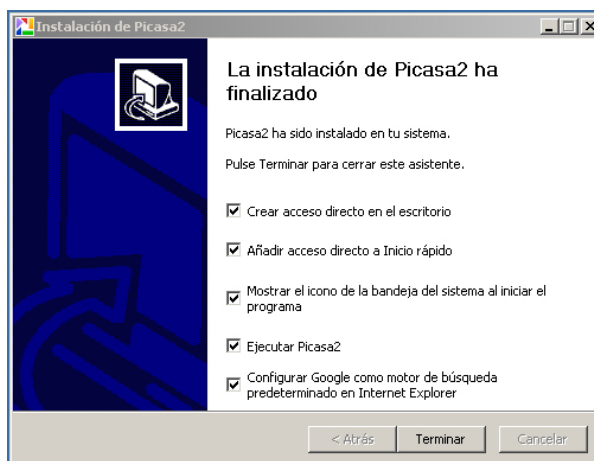 Instalación de Picasa2
La instalación de Picasa2 ha
finalizado
Picasa2 ha sido instalado en tu sistema.
Pulse Terminar para cerrar este asistente.
Crear acceso directo en el escritorio
Añadir acceso directo a Inicio rápido
Mostrar el icono de la bandeja del sistema al iniciar el
programa
Ejecutar Picasa2
Configurar Google como motor de búsqueda
predeterminado en Internet Explorer
< Atrás Terminar Cancelar